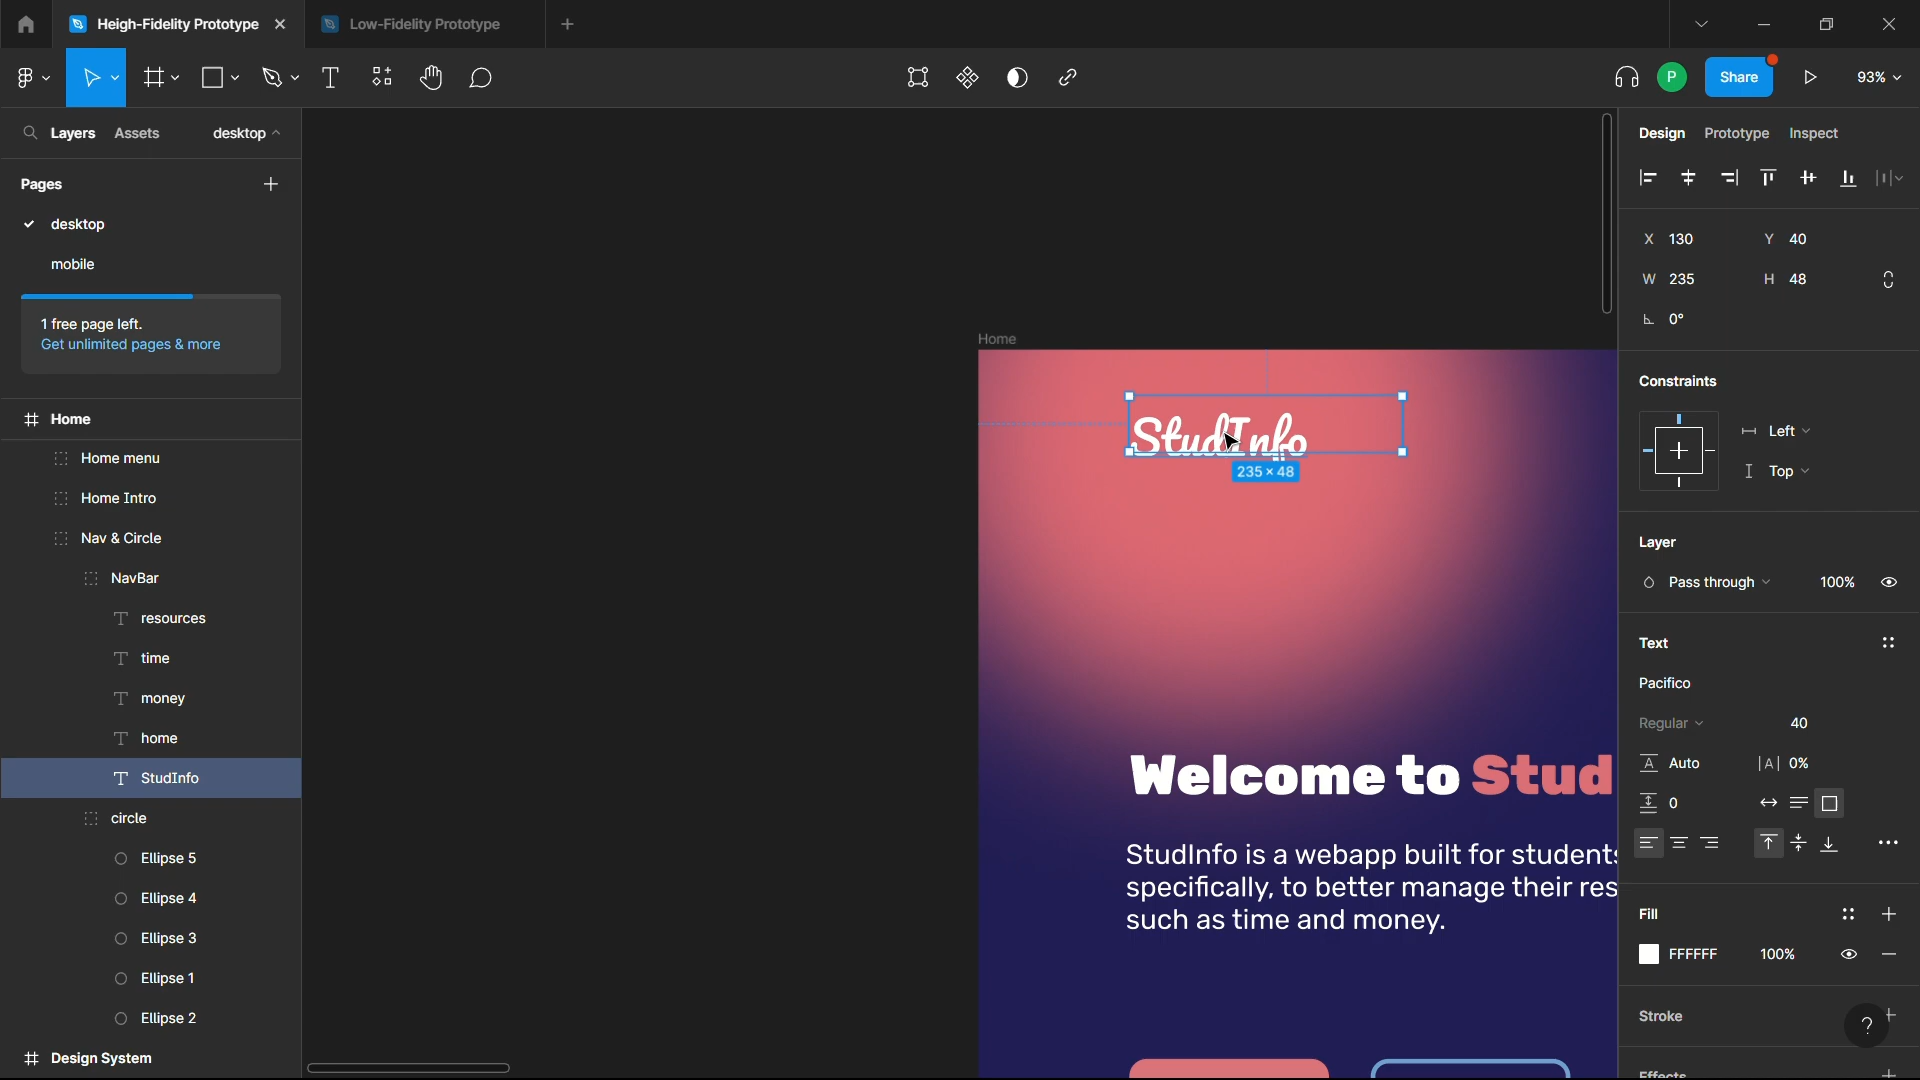 Heigh-Fidelity Prototype
Low-Fidelity Prototype
P
Share
93%
Layers
Assets
desktop
Pages
desktop
mobile
1 free page left.
Get unlimited pages & more
Home
Home menu
Home Intro
Nav & Circle
NavBar
resources
time
money
home
StudInfo
circle
Ellipse 5
Ellipse 4
Ellipse 3
Ellipse 1
Ellipse 2
Design System
Home
StudInfo
235 × 48
Welcome to Stud
StudInfo is a webapp built for students
specifically, to better manage their res
such as time and money.
Design
Prototype
Inspect
X 130
Y 40
W 235
H 48
0°
Constraints
Left
Top
Layer
Pass through
100%
Text
Pacifico
Regular
40
A Auto
|A| 0%
0
Fill
FFFFFF
100%
Stroke
?
Effects